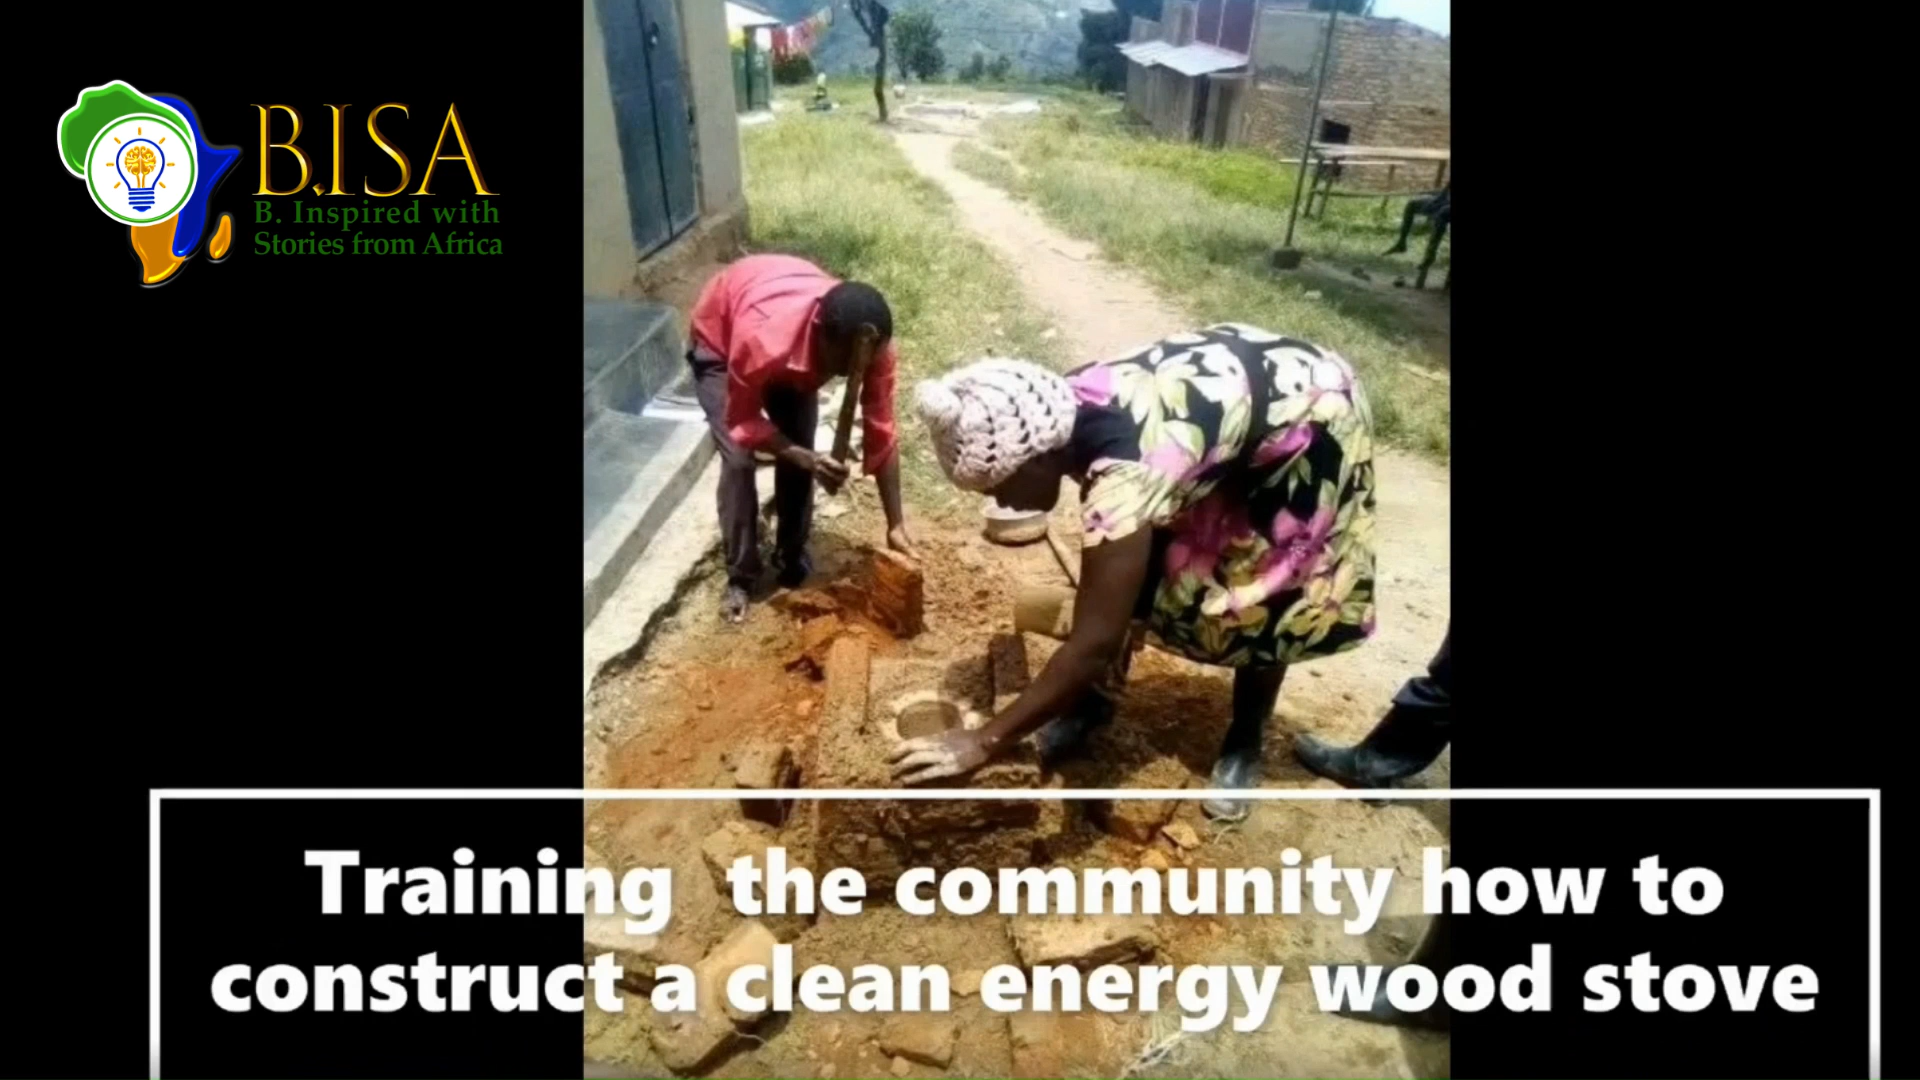 B.ISA
B. Inspired with
Stories from Africa
Training the community how to
construct a clean energy wood stove